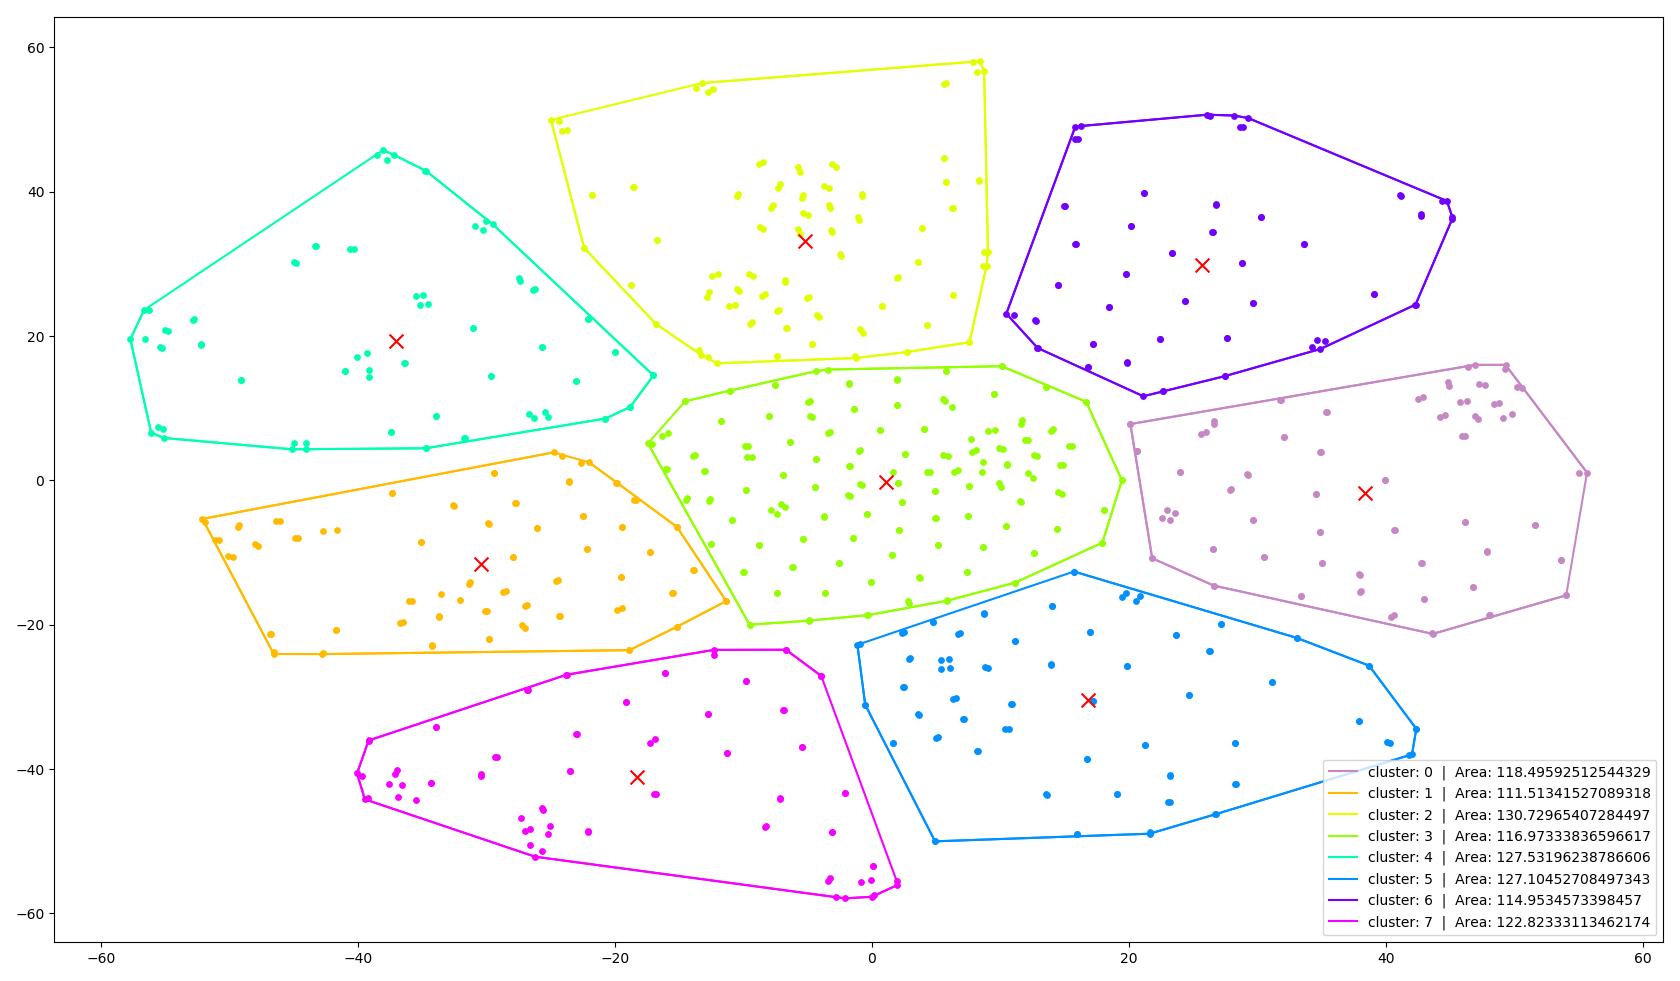 60
40
20
0
−20
−40
−60
−60
−40
−20
0
20
40
60
cluster: 0 | Area: 118.49592512544329
cluster: 1 | Area: 111.51341527089318
cluster: 2 | Area: 130.72965407284497
cluster: 3 | Area: 116.97333836596617
cluster: 4 | Area: 127.53196238786606
cluster: 5 | Area: 127.10452708497343
cluster: 6 | Area: 114.9534573398457
cluster: 7 | Area: 122.82333113462174